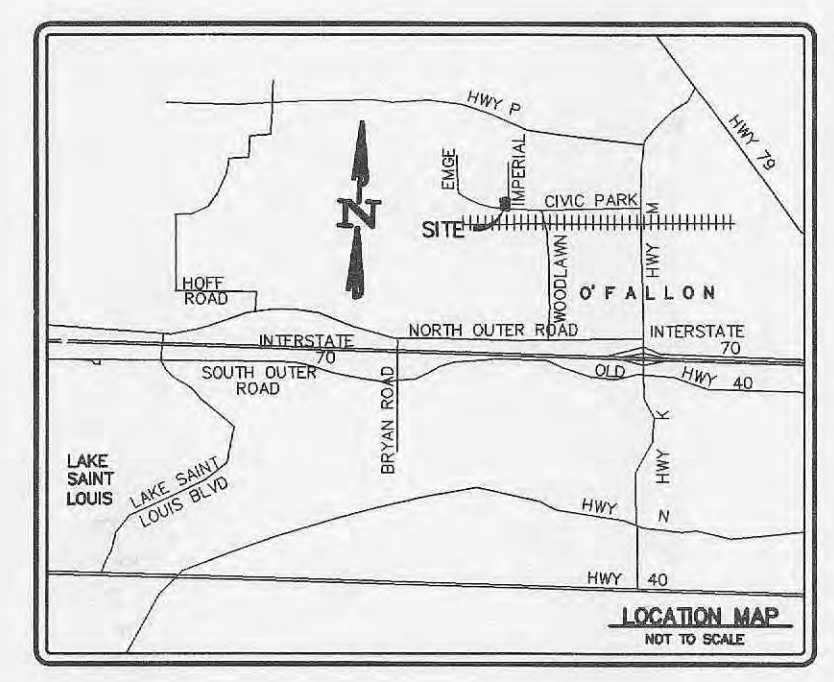 HWY P
HWY 79
EMGE
IMPERIAL
CIVIC PARK
N
SITE
HWY M
WOODLAWN
HOFF
ROAD
O'FALLON
NORTH OUTER ROAD
INTERSTATE
70
INTERSTATE
70
SOUTH OUTER
ROAD
OLD HWY 40
BRYAN ROAD
HWY K
LAKE
SAINT
LOUIS
LAKE SAINT
LOUIS BLVD
HWY N
HWY 40
LOCATION MAP
NOT TO SCALE